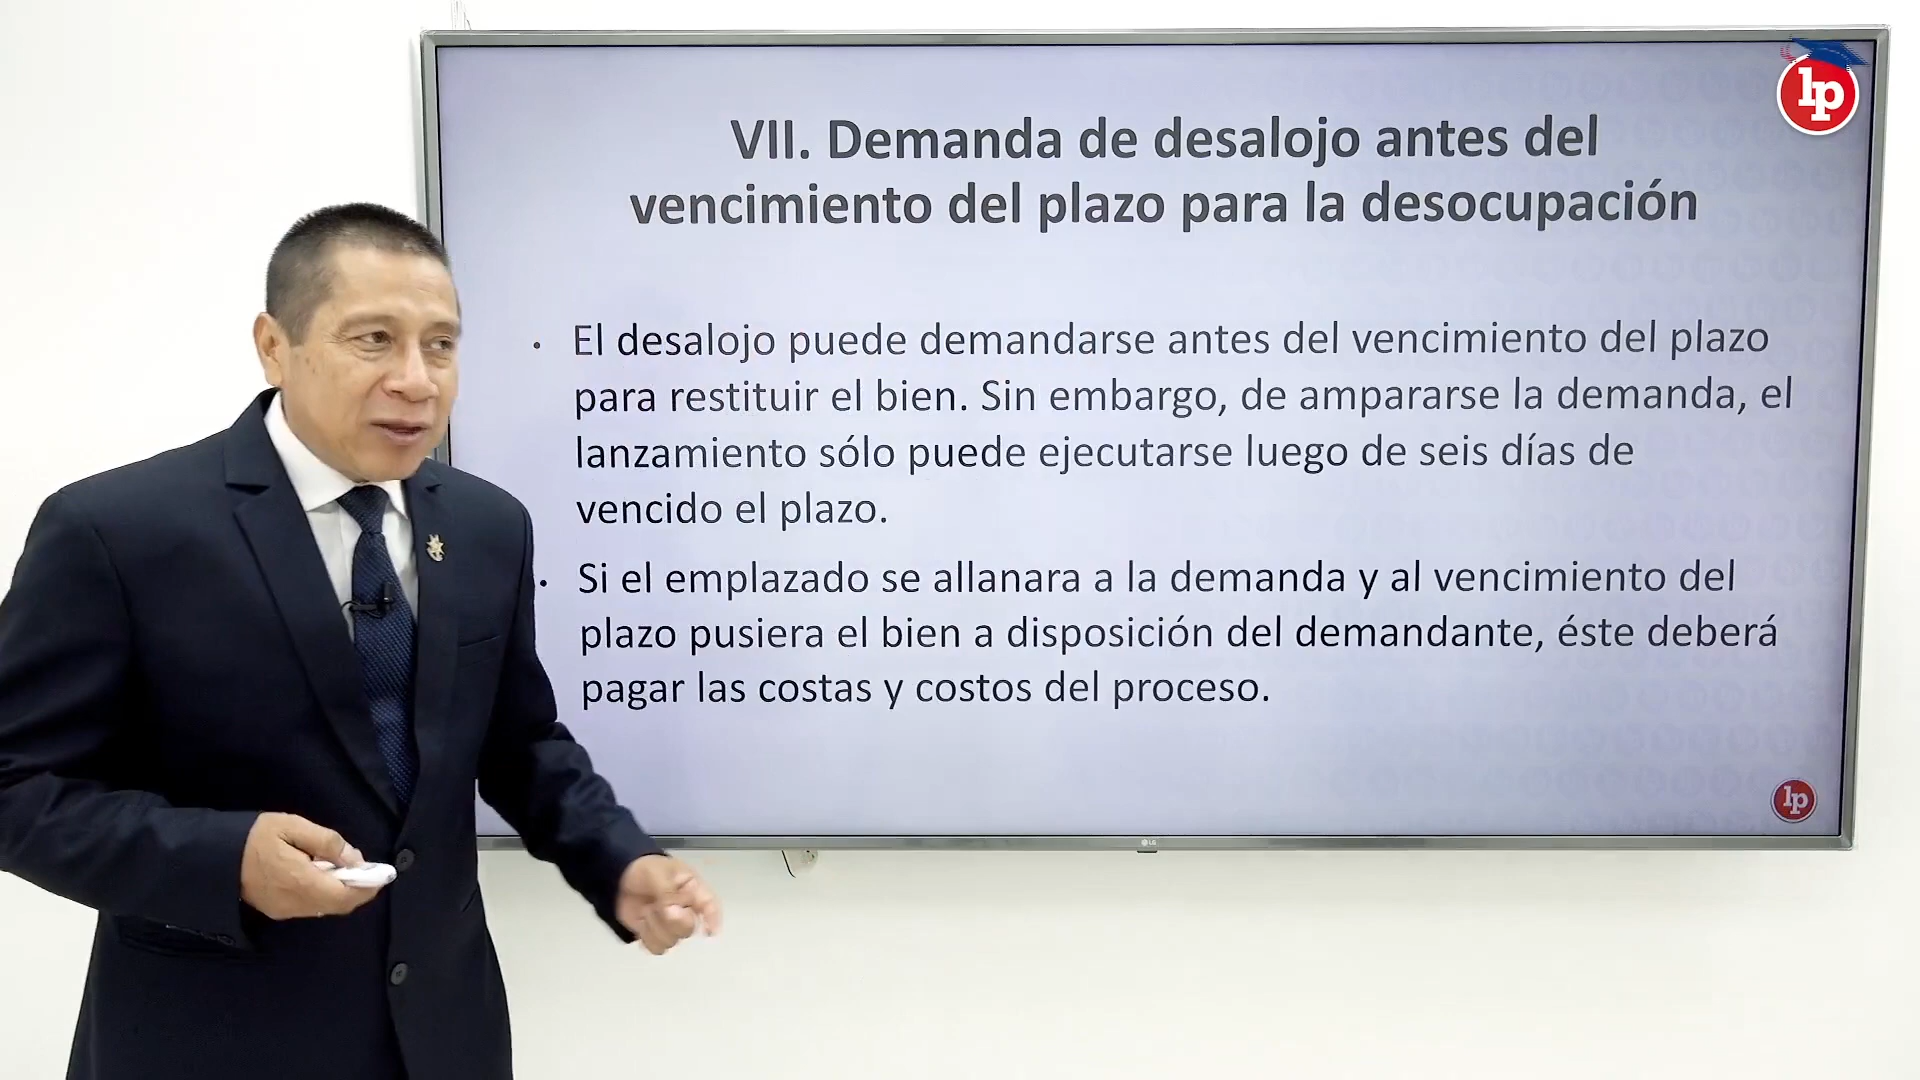 lp
VII. Demanda de desalojo antes del
vencimiento del plazo para la desocupación
• El desalojo puede demandarse antes del vencimiento del plazo
para restituir el bien. Sin embargo, de ampararse la demanda, el
lanzamiento sólo puede ejecutarse luego de seis días de
vencido el plazo.
• Si el emplazado se allanara a la demanda y al vencimiento del
plazo pusiera el bien a disposición del demandante, éste deberá
pagar las costas y costos del proceso.
lp
LG